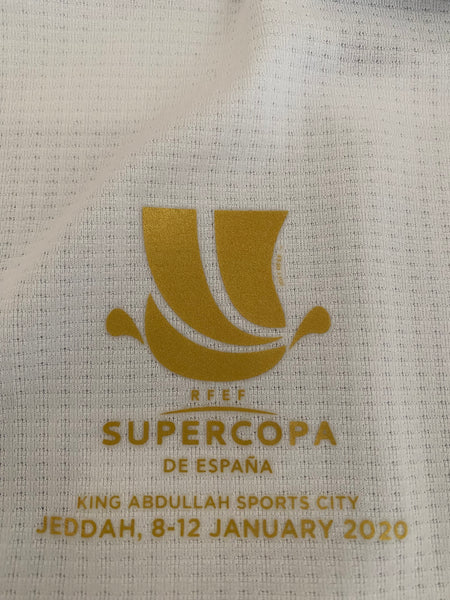 RFEF
SUPERCOPA
DE ESPAÑA
KING ABDULLAH SPORTS CITY
JEDDAH, 8-12 JANUARY 2020